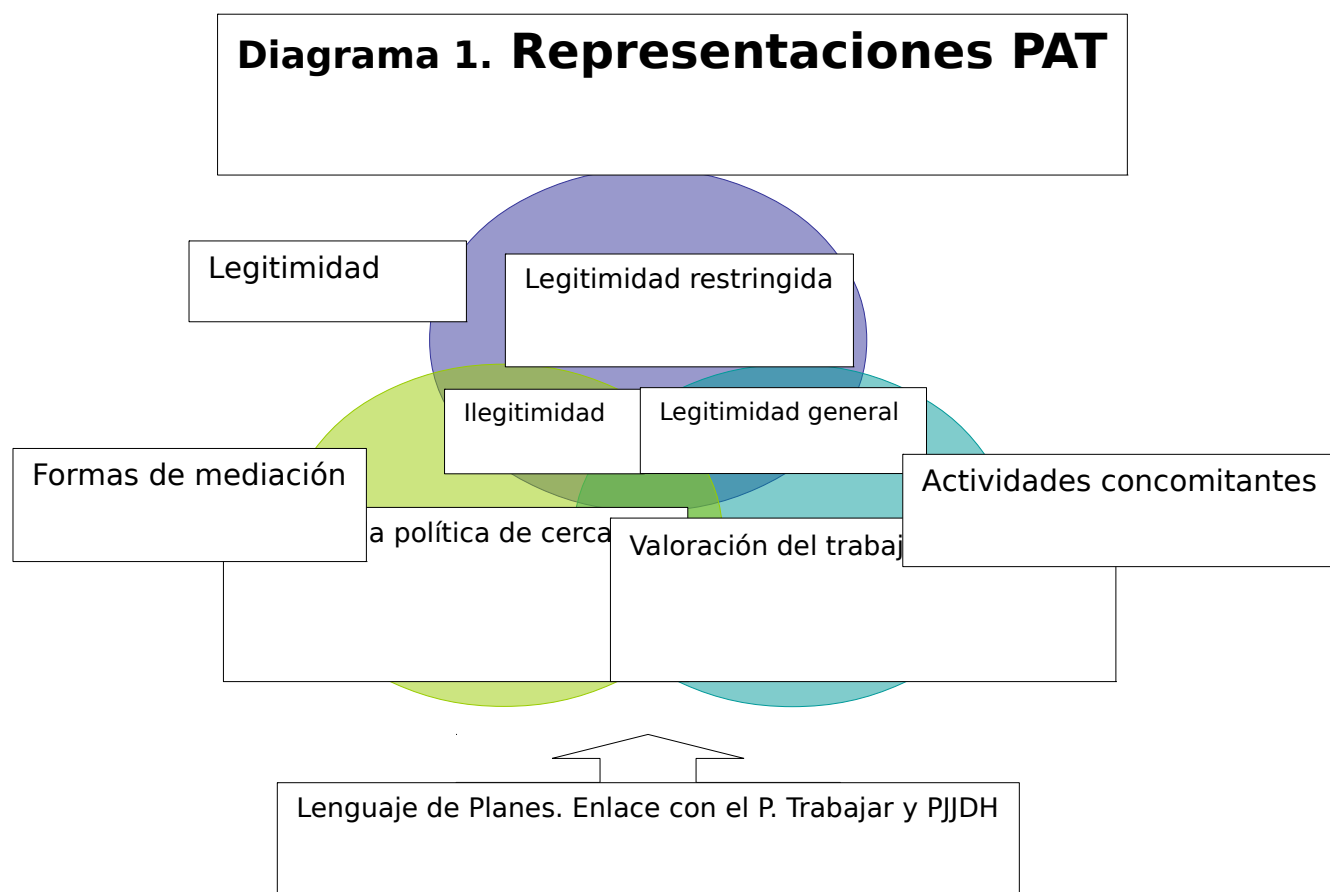 Diagrama 1. Representaciones PAT
Legitimidad
Legitimidad restringida
Ilegitimidad
Legitimidad general
Formas de mediación
Actividades concomitantes
a política de cerca
Valoración del trabaj
Lenguaje de Planes. Enlace con el P. Trabajar y PJJDH